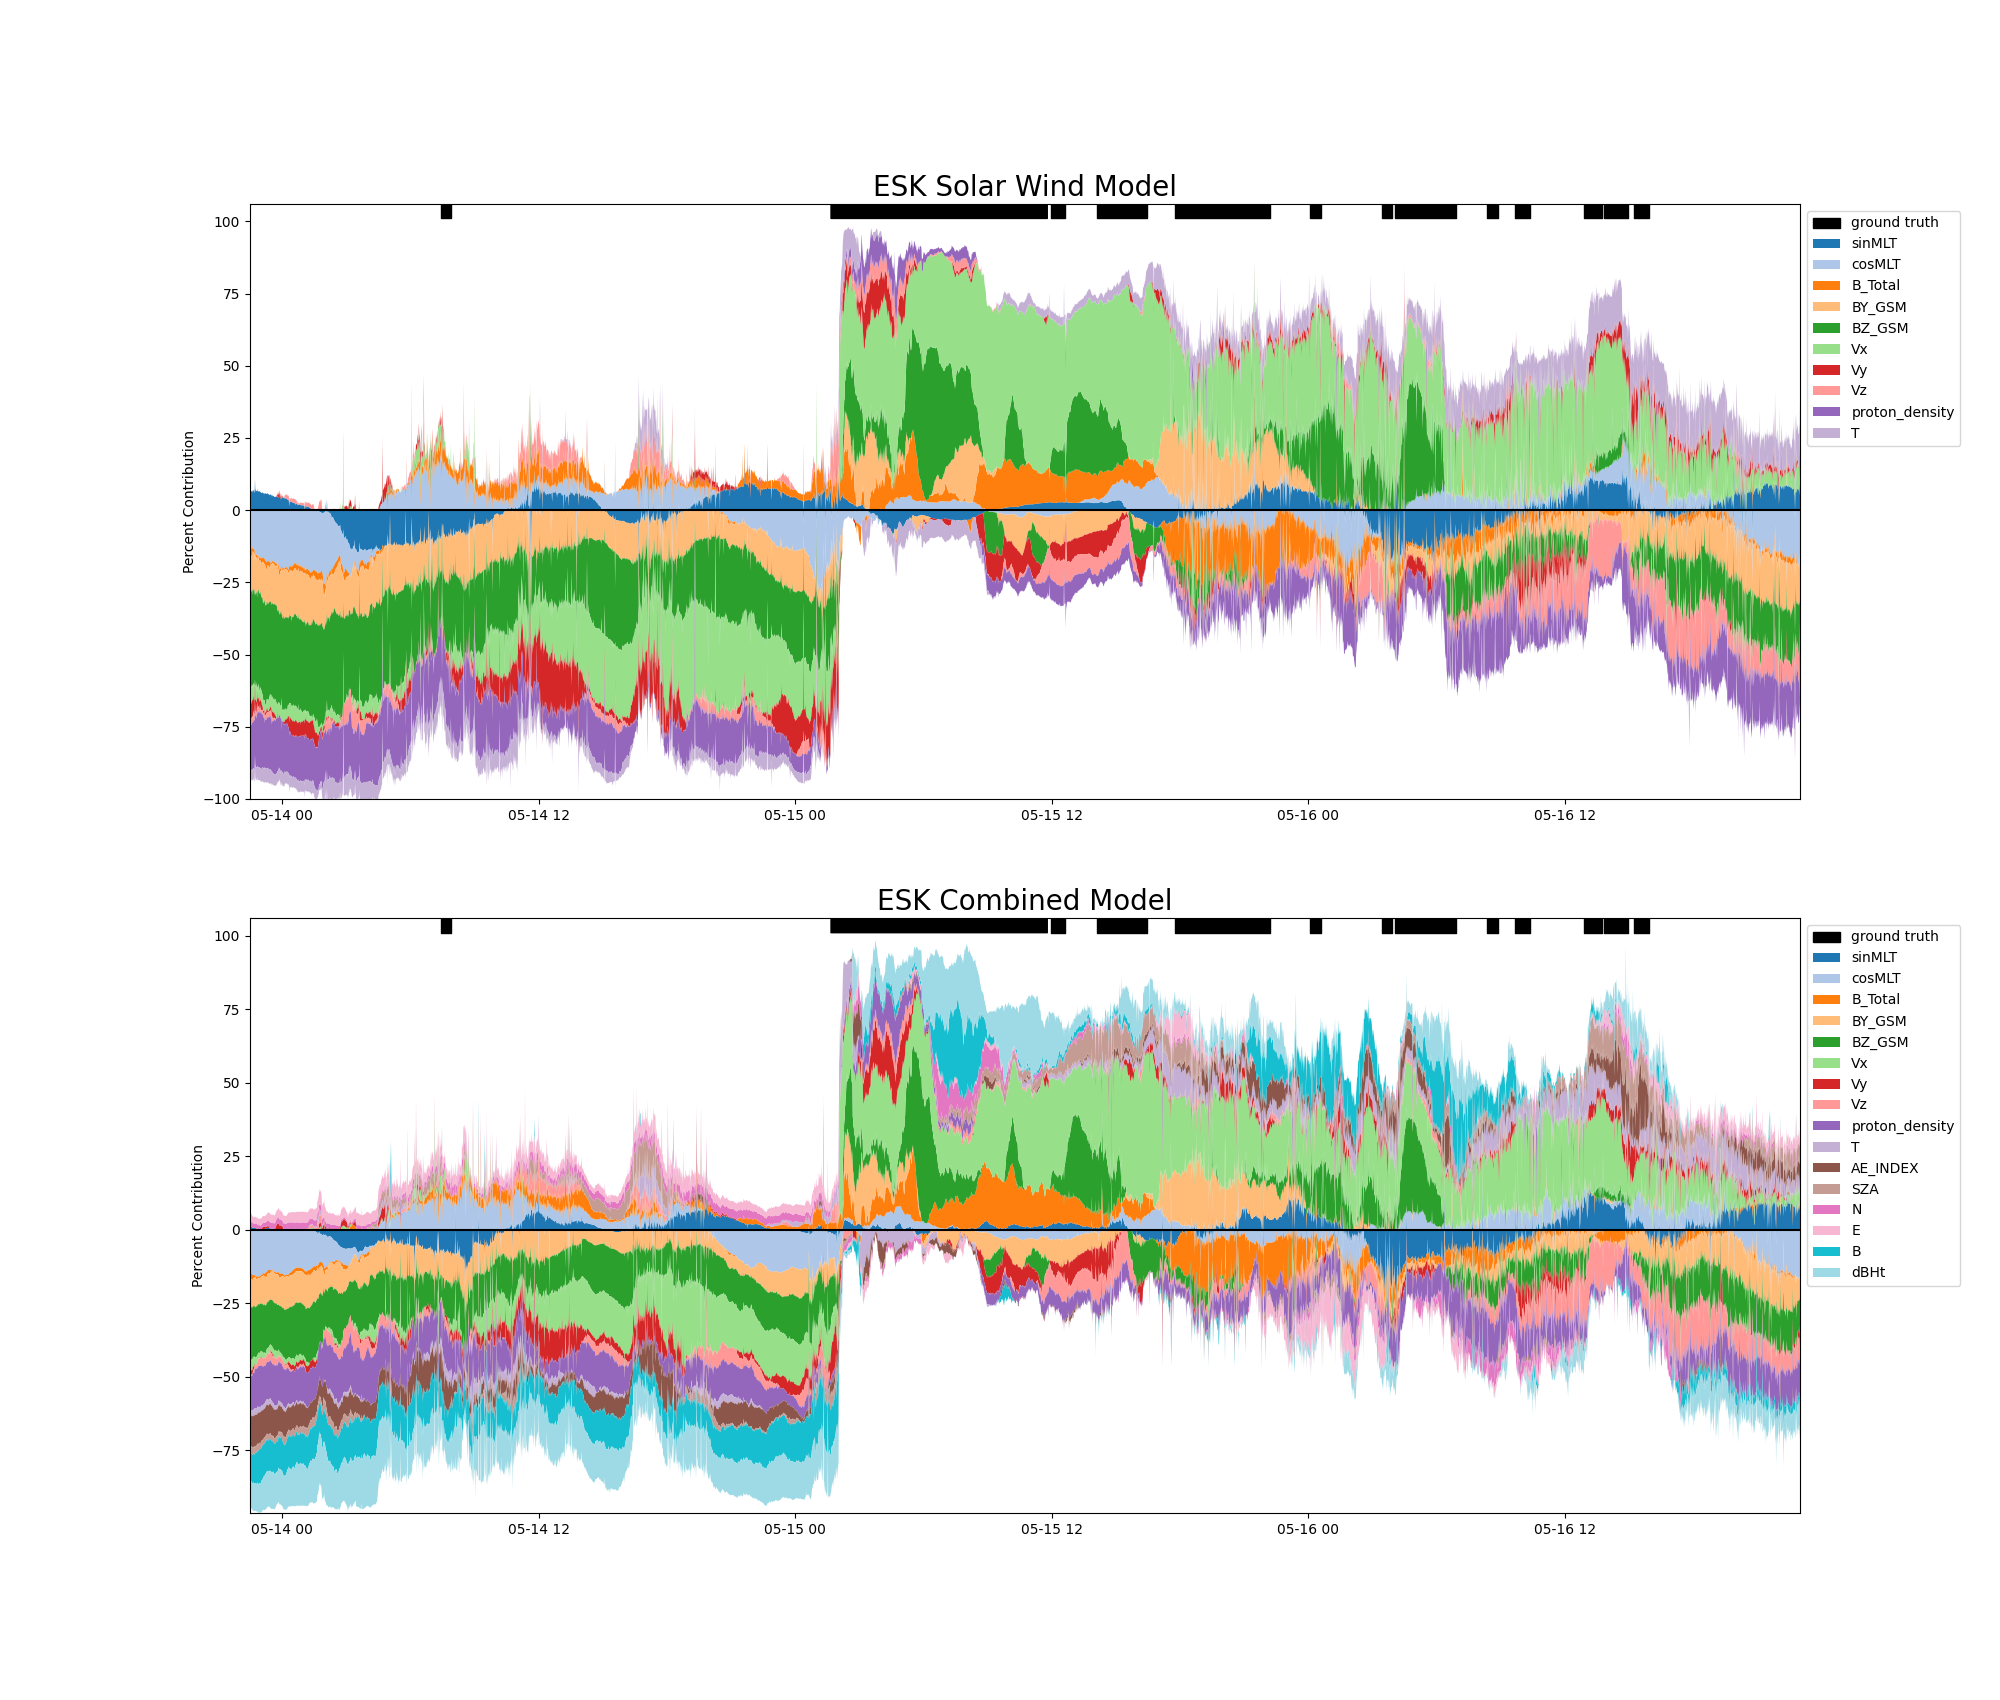 ESK Solar Wind Model
Percent Contribution
100
75
50
25
0
−25
−50
−75
−100
05-14 00
05-14 12
05-15 00
05-15 12
05-16 00
05-16 12
ground truth
sinMLT
cosMLT
B_Total
BY_GSM
BZ_GSM
Vx
Vy
Vz
proton_density
T
ESK Combined Model
Percent Contribution
100
75
50
25
0
−25
−50
−75
05-14 00
05-14 12
05-15 00
05-15 12
05-16 00
05-16 12
ground truth
sinMLT
cosMLT
B_Total
BY_GSM
BZ_GSM
Vx
Vy
Vz
proton_density
T
AE_INDEX
SZA
N
E
B
dBHt